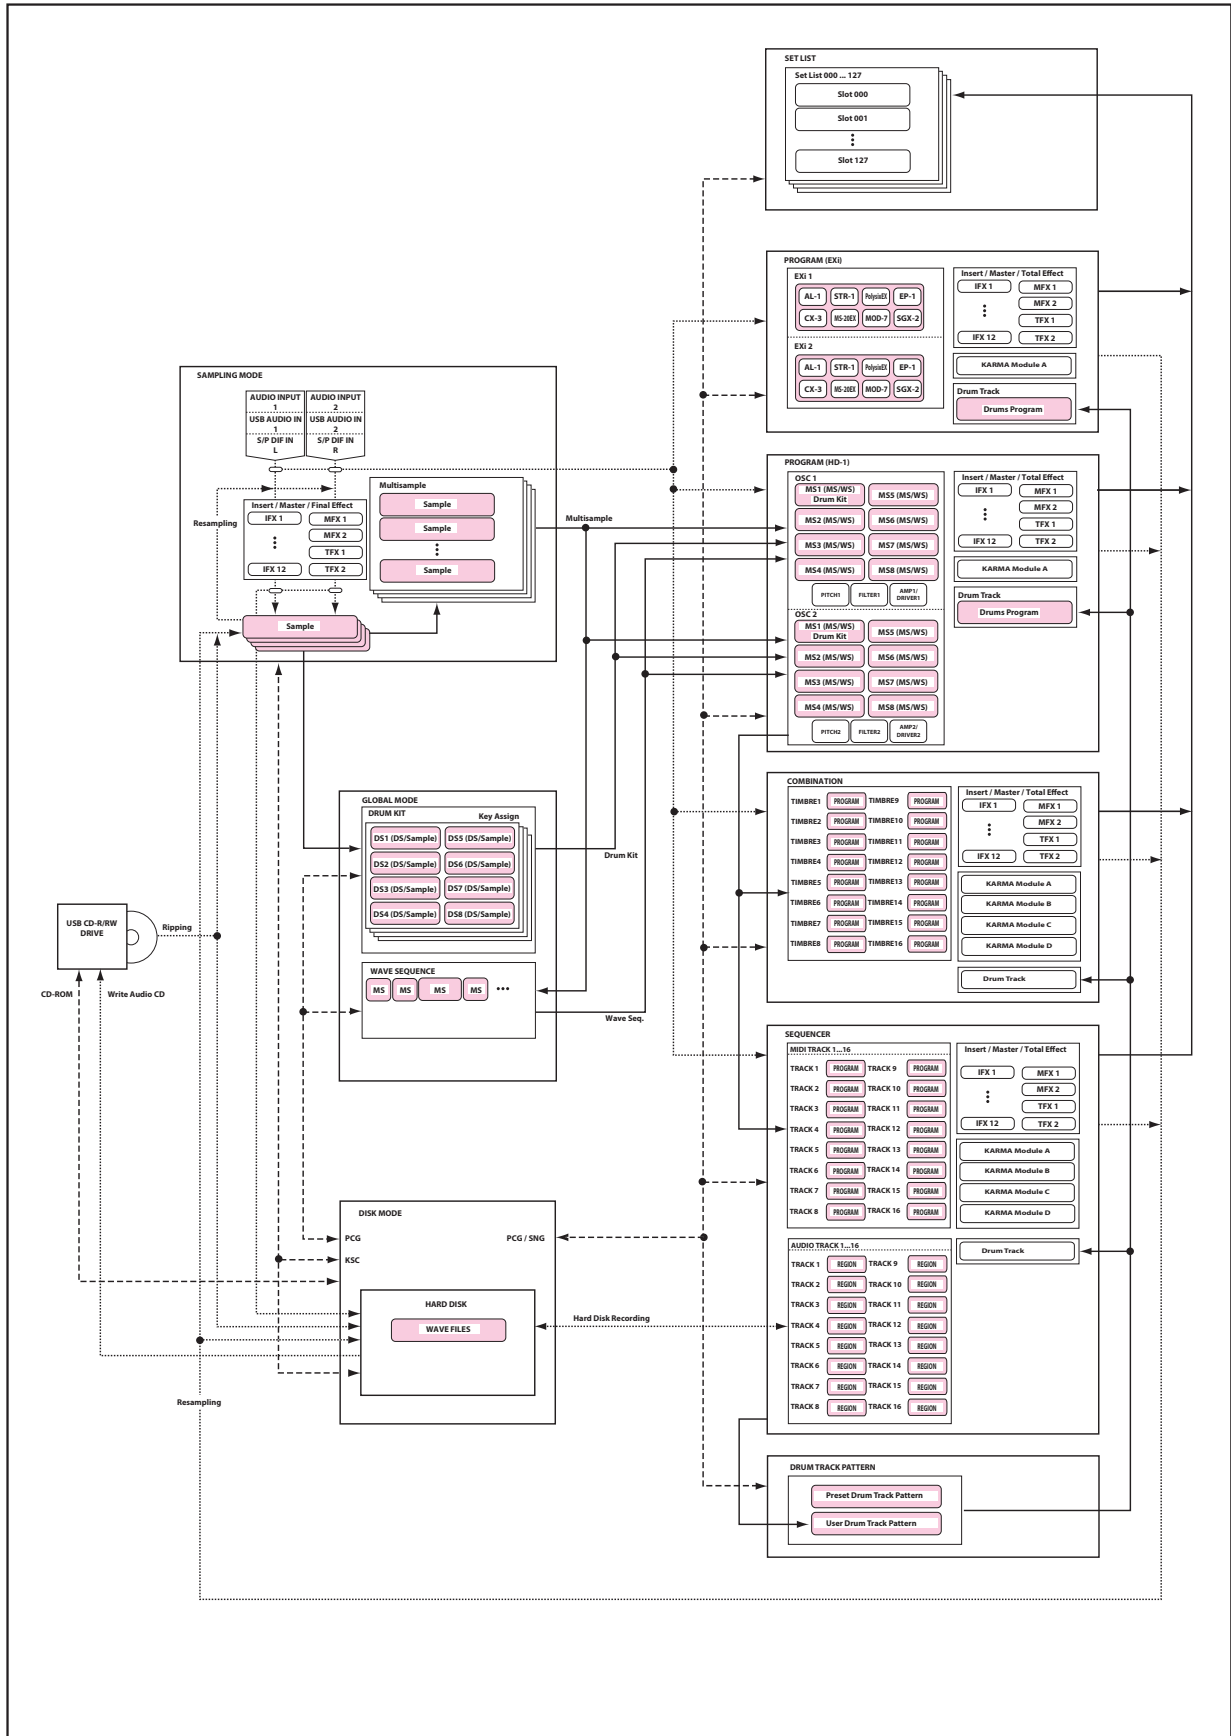 SET LIST
Set List 000 ... 127
Slot 000
Slot 001
Slot 127
PROGRAM (EXi)
EXi 1
AL-1
STR-1
PolysixEX
EP-1
CX-3
MS-20EX
MOD-7
SGX-2
EXi 2
AL-1
STR-1
PolysixEX
EP-1
CX-3
MS-20EX
MOD-7
SGX-2
Insert / Master / Total Effect
IFX 1
MFX 1
MFX 2
TFX 1
IFX 12
TFX 2
KARMA Module A
Drum Track
Drums Program
SAMPLING MODE
AUDIO INPUT
1
AUDIO INPUT
2
USB AUDIO IN
1
USB AUDIO IN
2
S/P DIF IN
L
S/P DIF IN
R
Resampling
Insert / Master / Final Effect
IFX 1
MFX 1
MFX 2
TFX 1
IFX 12
TFX 2
Multisample
Sample
Sample
Sample
Sample
Multisample
PROGRAM (HD-1)
OSC 1
MS1 (MS/WS)
Drum Kit
MS5 (MS/WS)
MS2 (MS/WS)
MS6 (MS/WS)
MS3 (MS/WS)
MS7 (MS/WS)
MS4 (MS/WS)
MS8 (MS/WS)
PITCH1
FILTER1
AMP1/
DRIVER1
OSC 2
MS1 (MS/WS)
Drum Kit
MS5 (MS/WS)
MS2 (MS/WS)
MS6 (MS/WS)
MS3 (MS/WS)
MS7 (MS/WS)
MS4 (MS/WS)
MS8 (MS/WS)
PITCH2
FILTER2
AMP2/
DRIVER2
Insert / Master / Total Effect
IFX 1
MFX 1
MFX 2
TFX 1
IFX 12
TFX 2
KARMA Module A
Drum Track
Drums Program
GLOBAL MODE
DRUM KIT
Key Assign
DS1 (DS/Sample)
DS5 (DS/Sample)
DS2 (DS/Sample)
DS6 (DS/Sample)
DS3 (DS/Sample)
DS7 (DS/Sample)
DS4 (DS/Sample)
DS8 (DS/Sample)
Drum Kit
WAVE SEQUENCE
MS
MS
MS
MS
Wave Seq.
USB CD-R/RW
DRIVE
Ripping
CD-ROM
Write Audio CD
COMBINATION
TIMBRE1 PROGRAM TIMBRE9 PROGRAM
TIMBRE2 PROGRAM TIMBRE10 PROGRAM
TIMBRE3 PROGRAM TIMBRE11 PROGRAM
TIMBRE4 PROGRAM TIMBRE12 PROGRAM
TIMBRE5 PROGRAM TIMBRE13 PROGRAM
TIMBRE6 PROGRAM TIMBRE14 PROGRAM
TIMBRE7 PROGRAM TIMBRE15 PROGRAM
TIMBRE8 PROGRAM TIMBRE16 PROGRAM
Insert / Master / Total Effect
IFX 1
MFX 1
MFX 2
TFX 1
IFX 12
TFX 2
KARMA Module A
KARMA Module B
KARMA Module C
KARMA Module D
Drum Track
SEQUENCER
MIDI TRACK 1...16
TRACK 1 PROGRAM TRACK 9 PROGRAM
TRACK 2 PROGRAM TRACK 10 PROGRAM
TRACK 3 PROGRAM TRACK 11 PROGRAM
TRACK 4 PROGRAM TRACK 12 PROGRAM
TRACK 5 PROGRAM TRACK 13 PROGRAM
TRACK 6 PROGRAM TRACK 14 PROGRAM
TRACK 7 PROGRAM TRACK 15 PROGRAM
TRACK 8 PROGRAM TRACK 16 PROGRAM
Insert / Master / Total Effect
IFX 1
MFX 1
MFX 2
TFX 1
IFX 12
TFX 2
KARMA Module A
KARMA Module B
KARMA Module C
KARMA Module D
Drum Track
AUDIO TRACK 1...16
TRACK 1 REGION TRACK 9 REGION
TRACK 2 REGION TRACK 10 REGION
TRACK 3 REGION TRACK 11 REGION
TRACK 4 REGION TRACK 12 REGION
TRACK 5 REGION TRACK 13 REGION
TRACK 6 REGION TRACK 14 REGION
TRACK 7 REGION TRACK 15 REGION
TRACK 8 REGION TRACK 16 REGION
DISK MODE
PCG
PCG / SNG
KSC
HARD DISK
WAVE FILES
Hard Disk Recording
Resampling
DRUM TRACK PATTERN
Preset Drum Track Pattern
User Drum Track Pattern